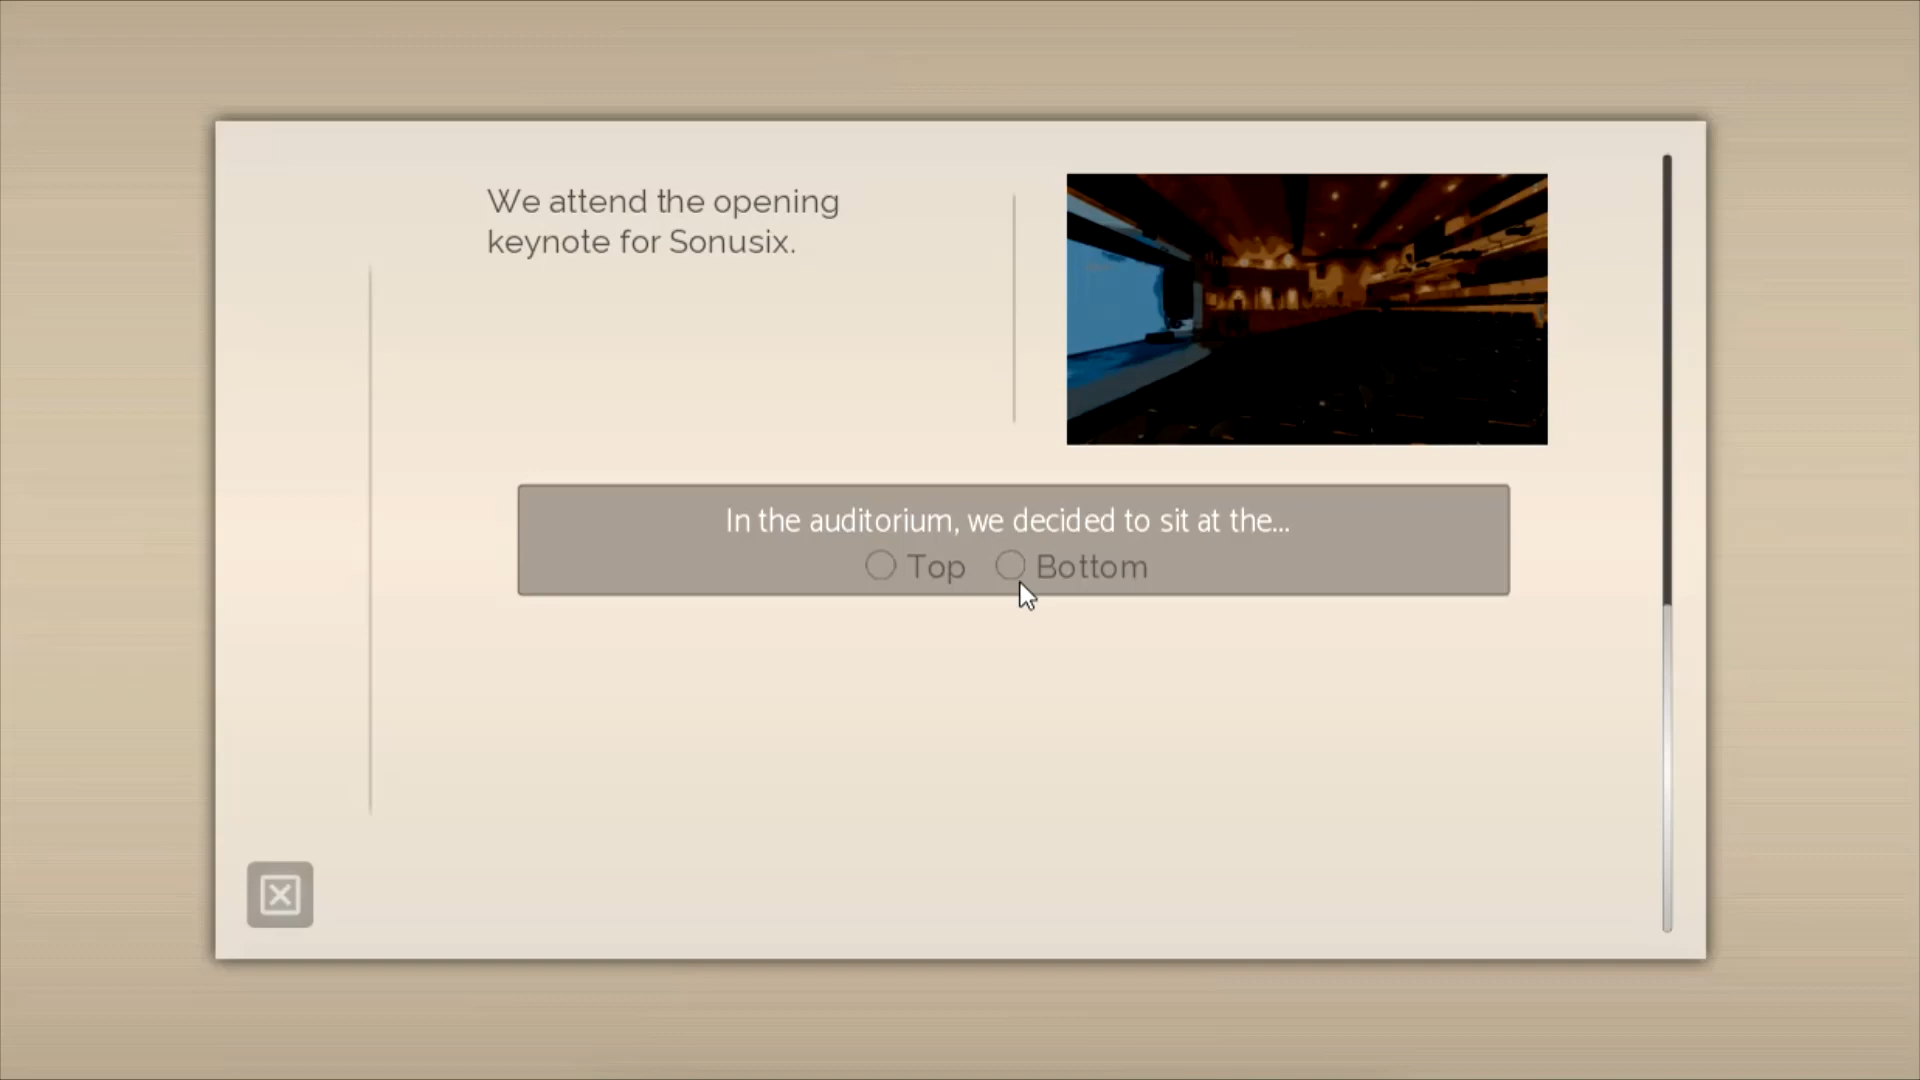 We attend the opening
keynote for Sonusix.
In the auditorium, we decided to sit at the...
Top Bottom